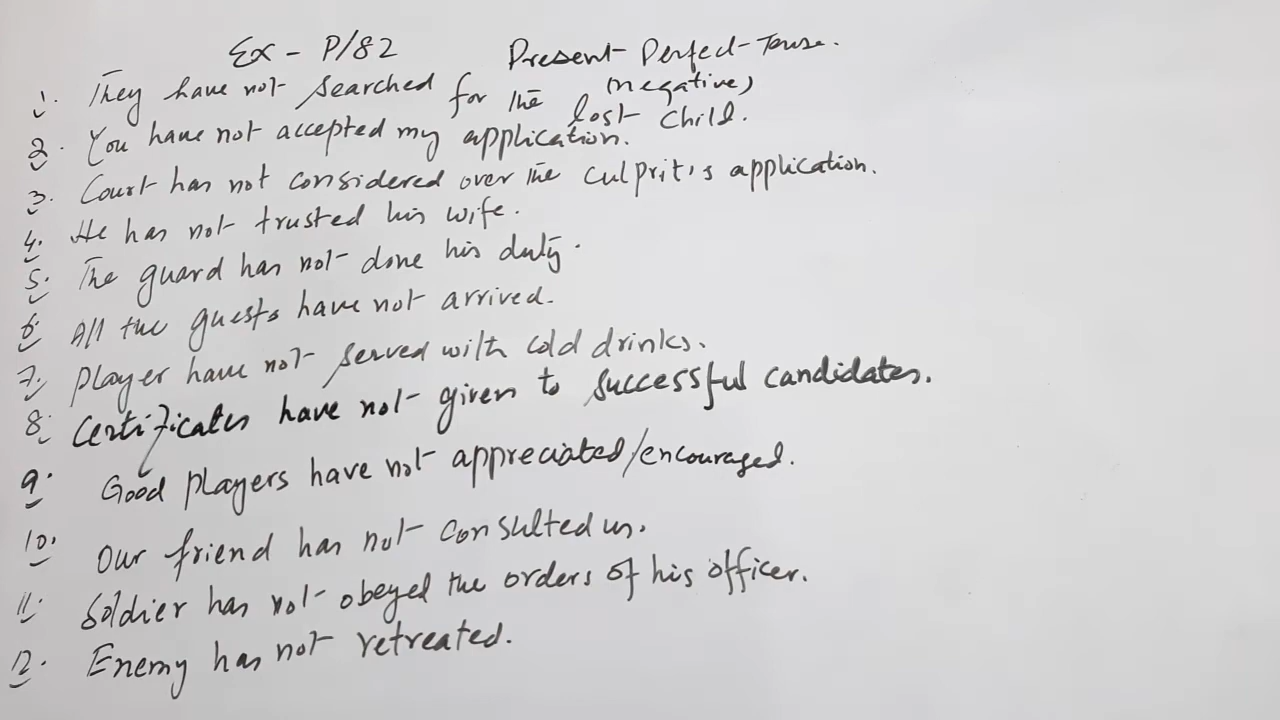 Ex - P/82 Present Perfect-Tense.
(negative)
1. They have not searched for the lost child.
2. You have not accepted my application.
3. Court has not considered over the culprit's application.
4. He has not trusted his wife.
5. The guard has not done his duty.
6. All the guests have not arrived.
7. Player have not served with cold drinks.
8. Certificates have not given to successful candidates.
9. Good players have not appreciated/encouraged.
10. Our friend has not consulted us.
11. Soldier has not obeyed the orders of his officer.
12. Enemy has not retreated.